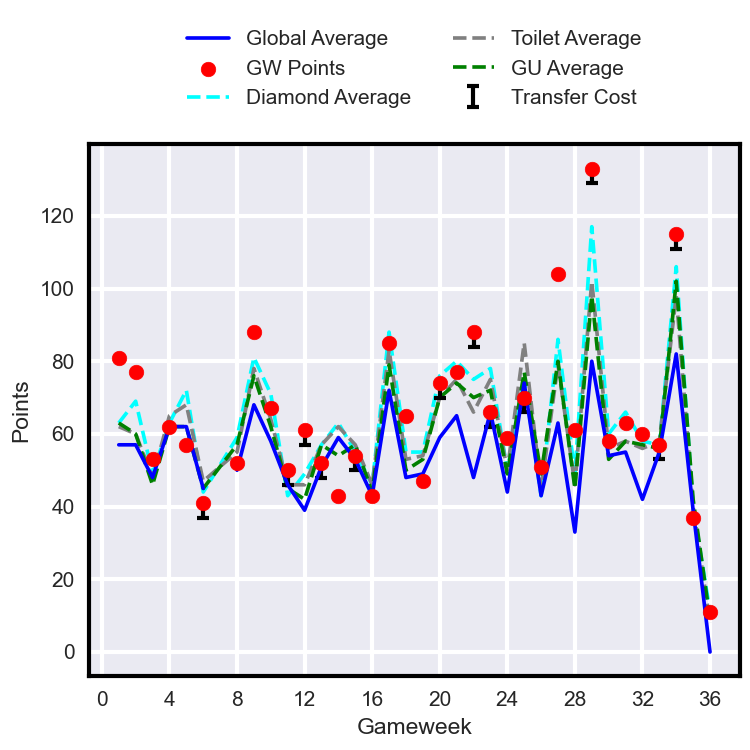 Global Average
GW Points
Diamond Average
Toilet Average
GU Average
Transfer Cost
120
100
80
60
40
20
0
Points
0 4 8 12 16 20 24 28 32 36
Gameweek